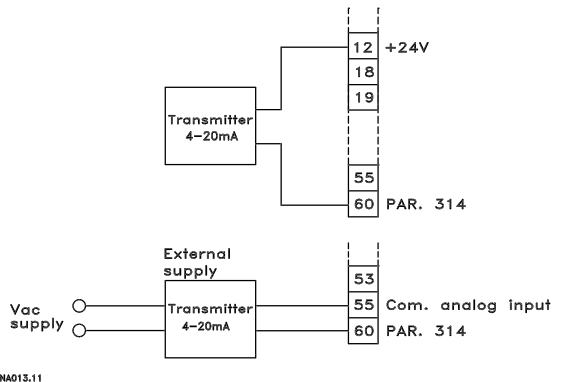 12 +24V
18
19
Transmitter
4-20mA
55
60 PAR. 314
External
supply
53
Vac
supply
Transmitter
4-20mA
55 Com. analog input
60 PAR. 314
NA013.11